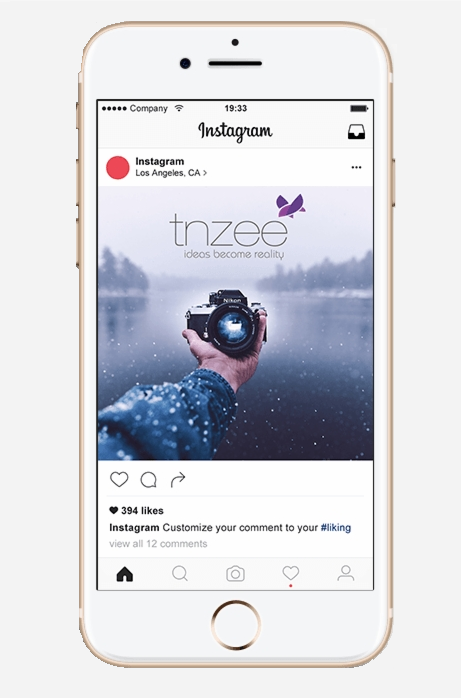 Company 19:33
Instagram
Instagram
Los Angeles, CA >
tnzee
ideas become reality
Nikon
394 likes
Instagram Customize your comment to your #liking
view all 12 comments